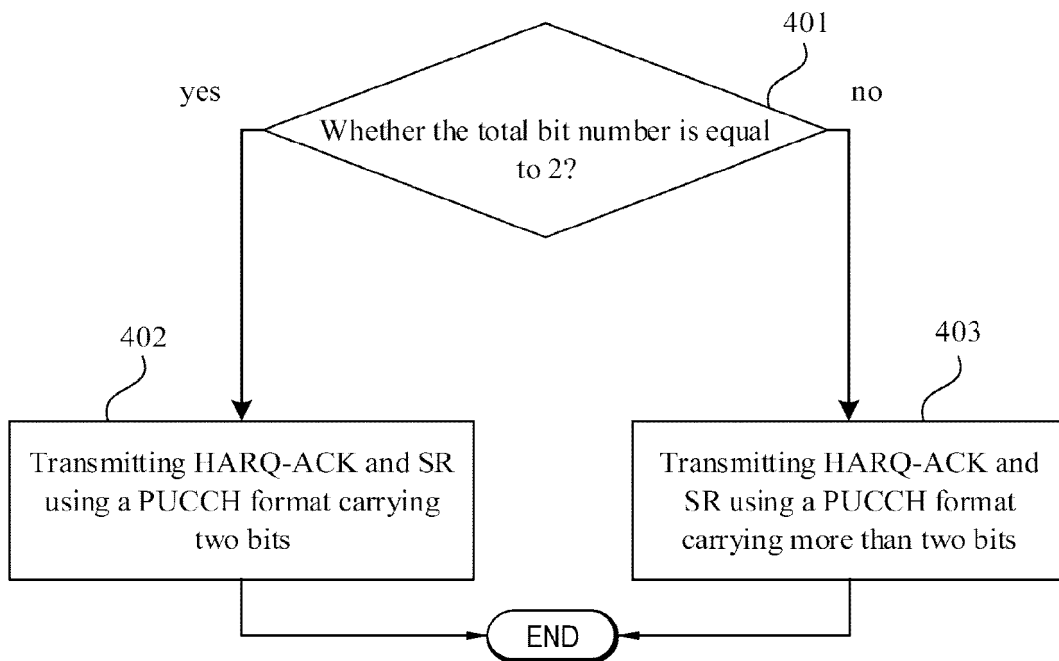 401
yes
no
Whether the total bit number is equal
to 2?
402
403
Transmitting HARQ-ACK and SR
using a PUCCH format carrying
two bits
Transmitting HARQ-ACK and
SR using a PUCCH format
carrying more than two bits
END